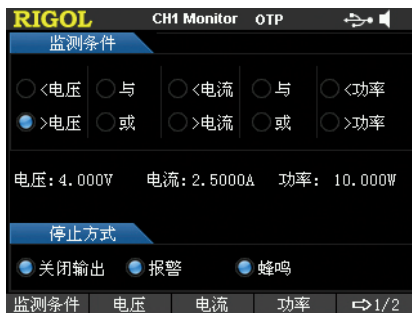 RIGOL CH1 Monitor OTP
监测条件
<电压 与 <电流 与 <功率
>电压 或 >电流 或 >功率
电压:4.000V 电流:2.5000A 功率: 10.000W
停止方式
关闭输出 报警 蜂鸣
监测条件 电压 电流 功率 ⇨1/2